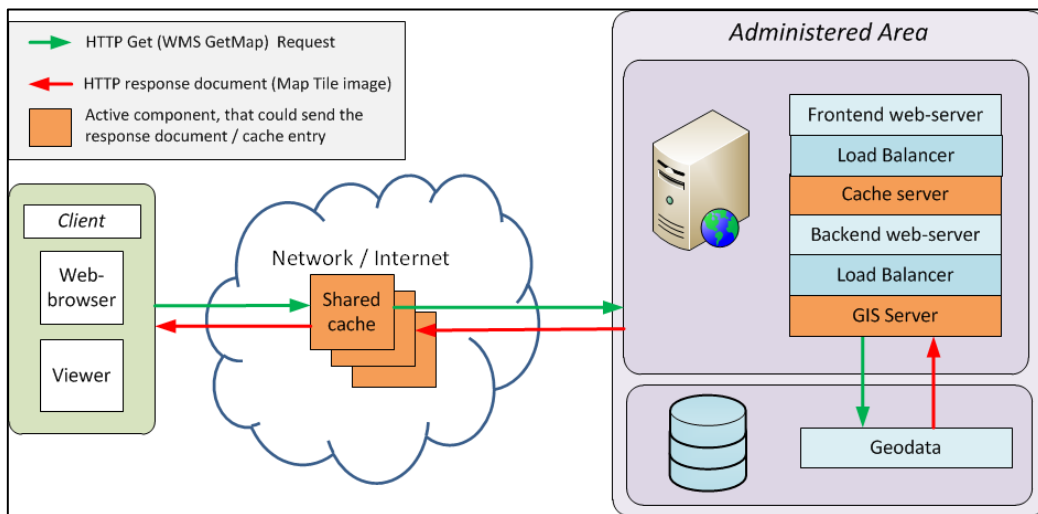 HTTP Get (WMS GetMap) Request
HTTP response document (Map Tile image)
Active component, that could send the
response document / cache entry
Client
Web-
browser
Viewer
Network / Internet
Shared
cache
Administered Area
Frontend web-server
Load Balancer
Cache server
Backend web-server
Load Balancer
GIS Server
Geodata